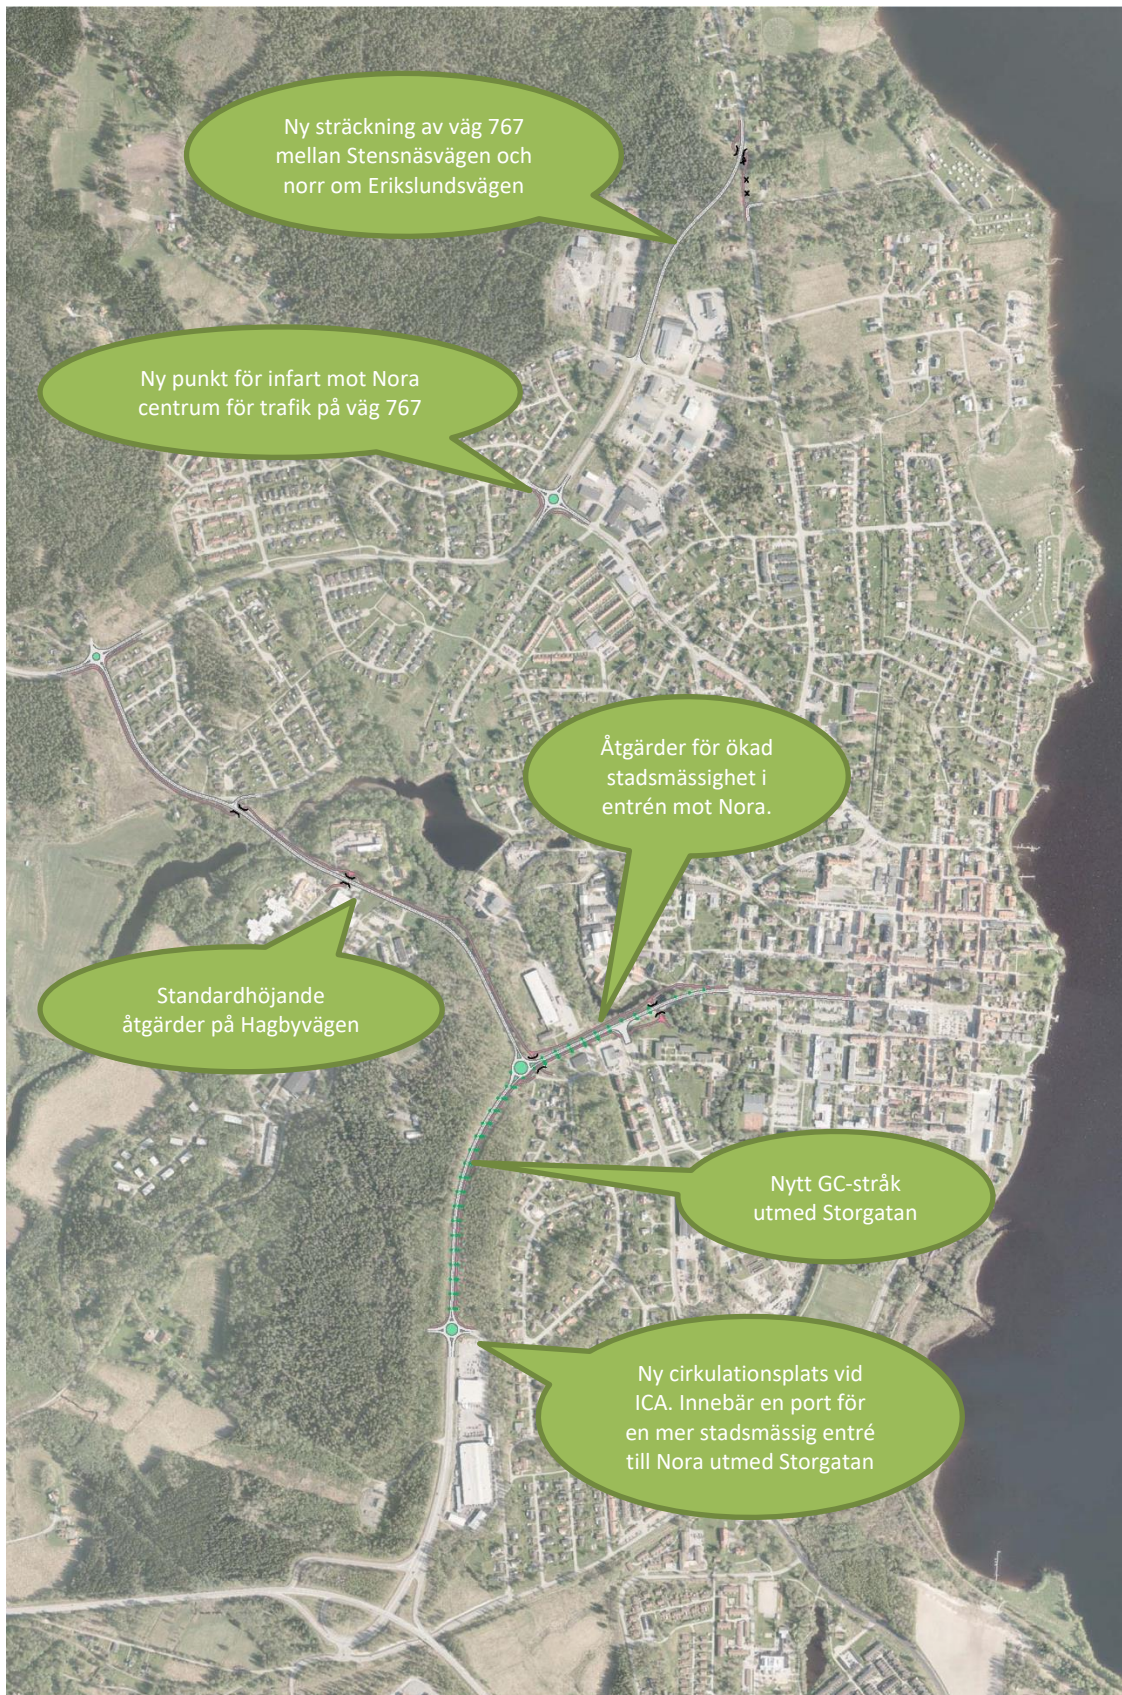 Ny sträckning av väg 767
mellan Stensnäsvägen och
norr om Erikslundsvägen
Ny punkt för infart mot Nora
centrum för trafik på väg 767
Åtgärder för ökad
stadsmässighet i
entrén mot Nora.
Standardhöjande
åtgärder på Hagbyvägen
Nytt GC-stråk
utmed Storgatan
Ny cirkulationsplats vid
ICA. Innebär en port för
en mer stadsmässig entré
till Nora utmed Storgatan